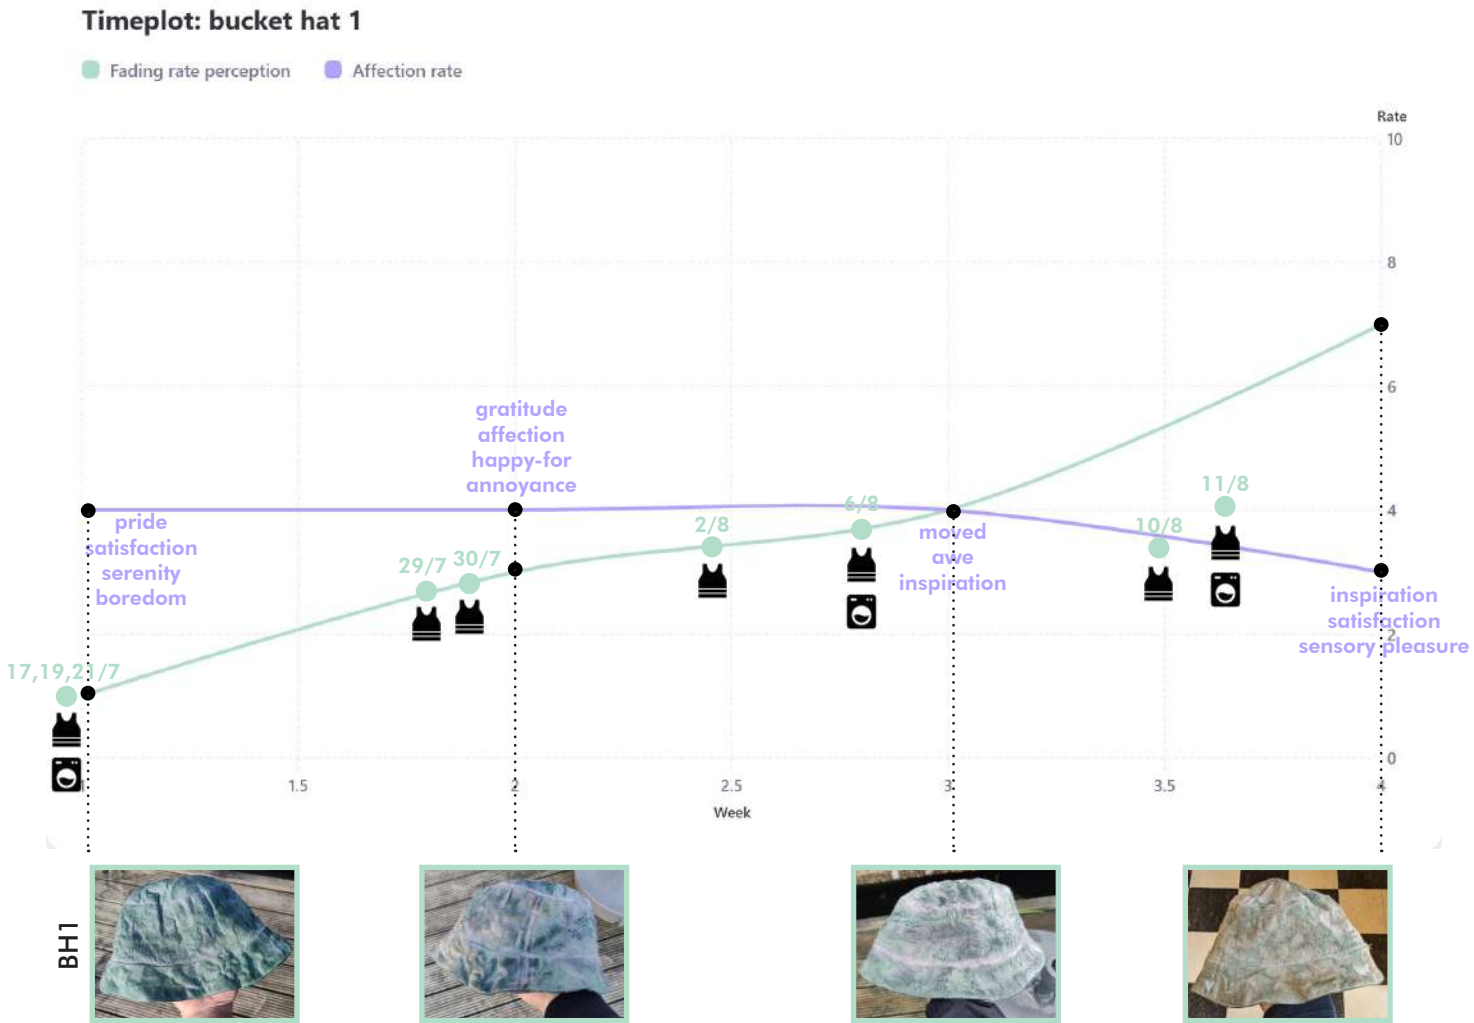 Timeplot: bucket hat 1
Fading rate perception
Affection rate
Rate
10
8
6
4
2
0
gratitude
affection
happy-for
annoyance
pride
satisfaction
serenity
boredom
moved
awe
inspiration
inspiration
satisfaction
sensory pleasure
17,19,21/7
29/7
30/7
2/8
6/8
10/8
11/8
1
1.5
2
2.5
3
3.5
4
Week
BH1